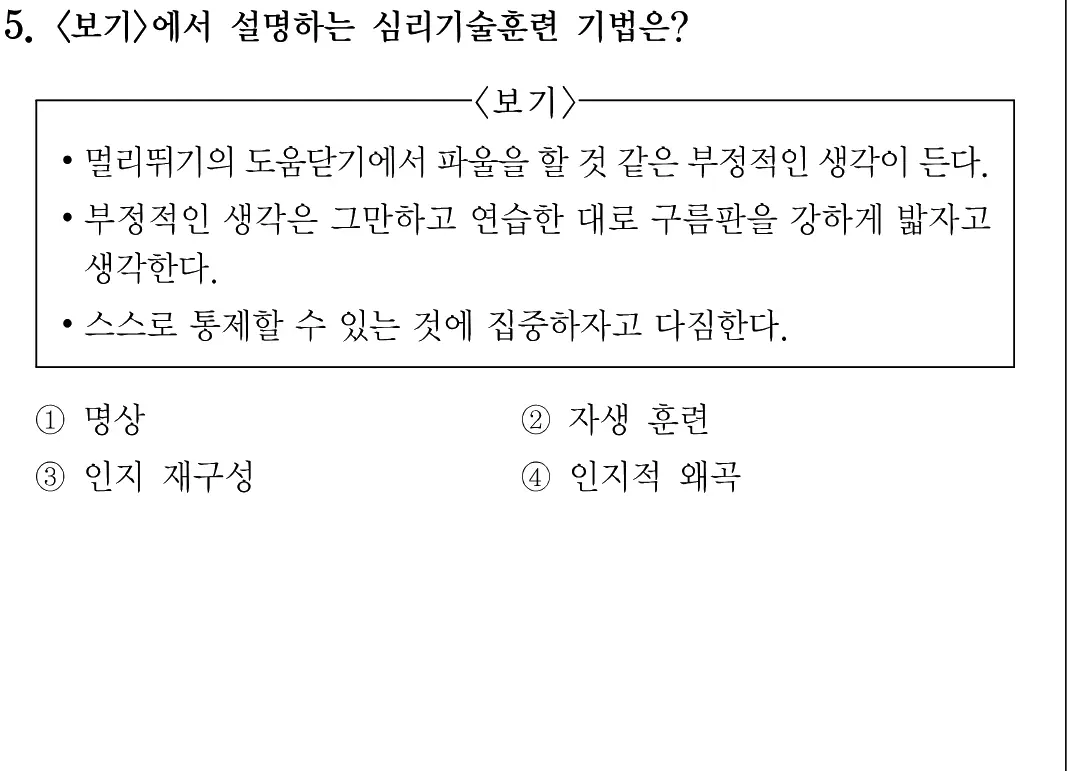 5. 〈보기〉에서 설명하는 심리기술훈련 기법은?
〈보기〉
• 멀리뛰기의 도움닫기에서 파울을 할 것 같은 부정적인 생각이 든다.
• 부정적인 생각은 그만하고 연습한 대로 구름판을 강하게 밟자고
생각한다.
• 스스로 통제할 수 있는 것에 집중하자고 다짐한다.
① 명상 ② 자생 훈련
③ 인지 재구성 ④ 인지적 왜곡